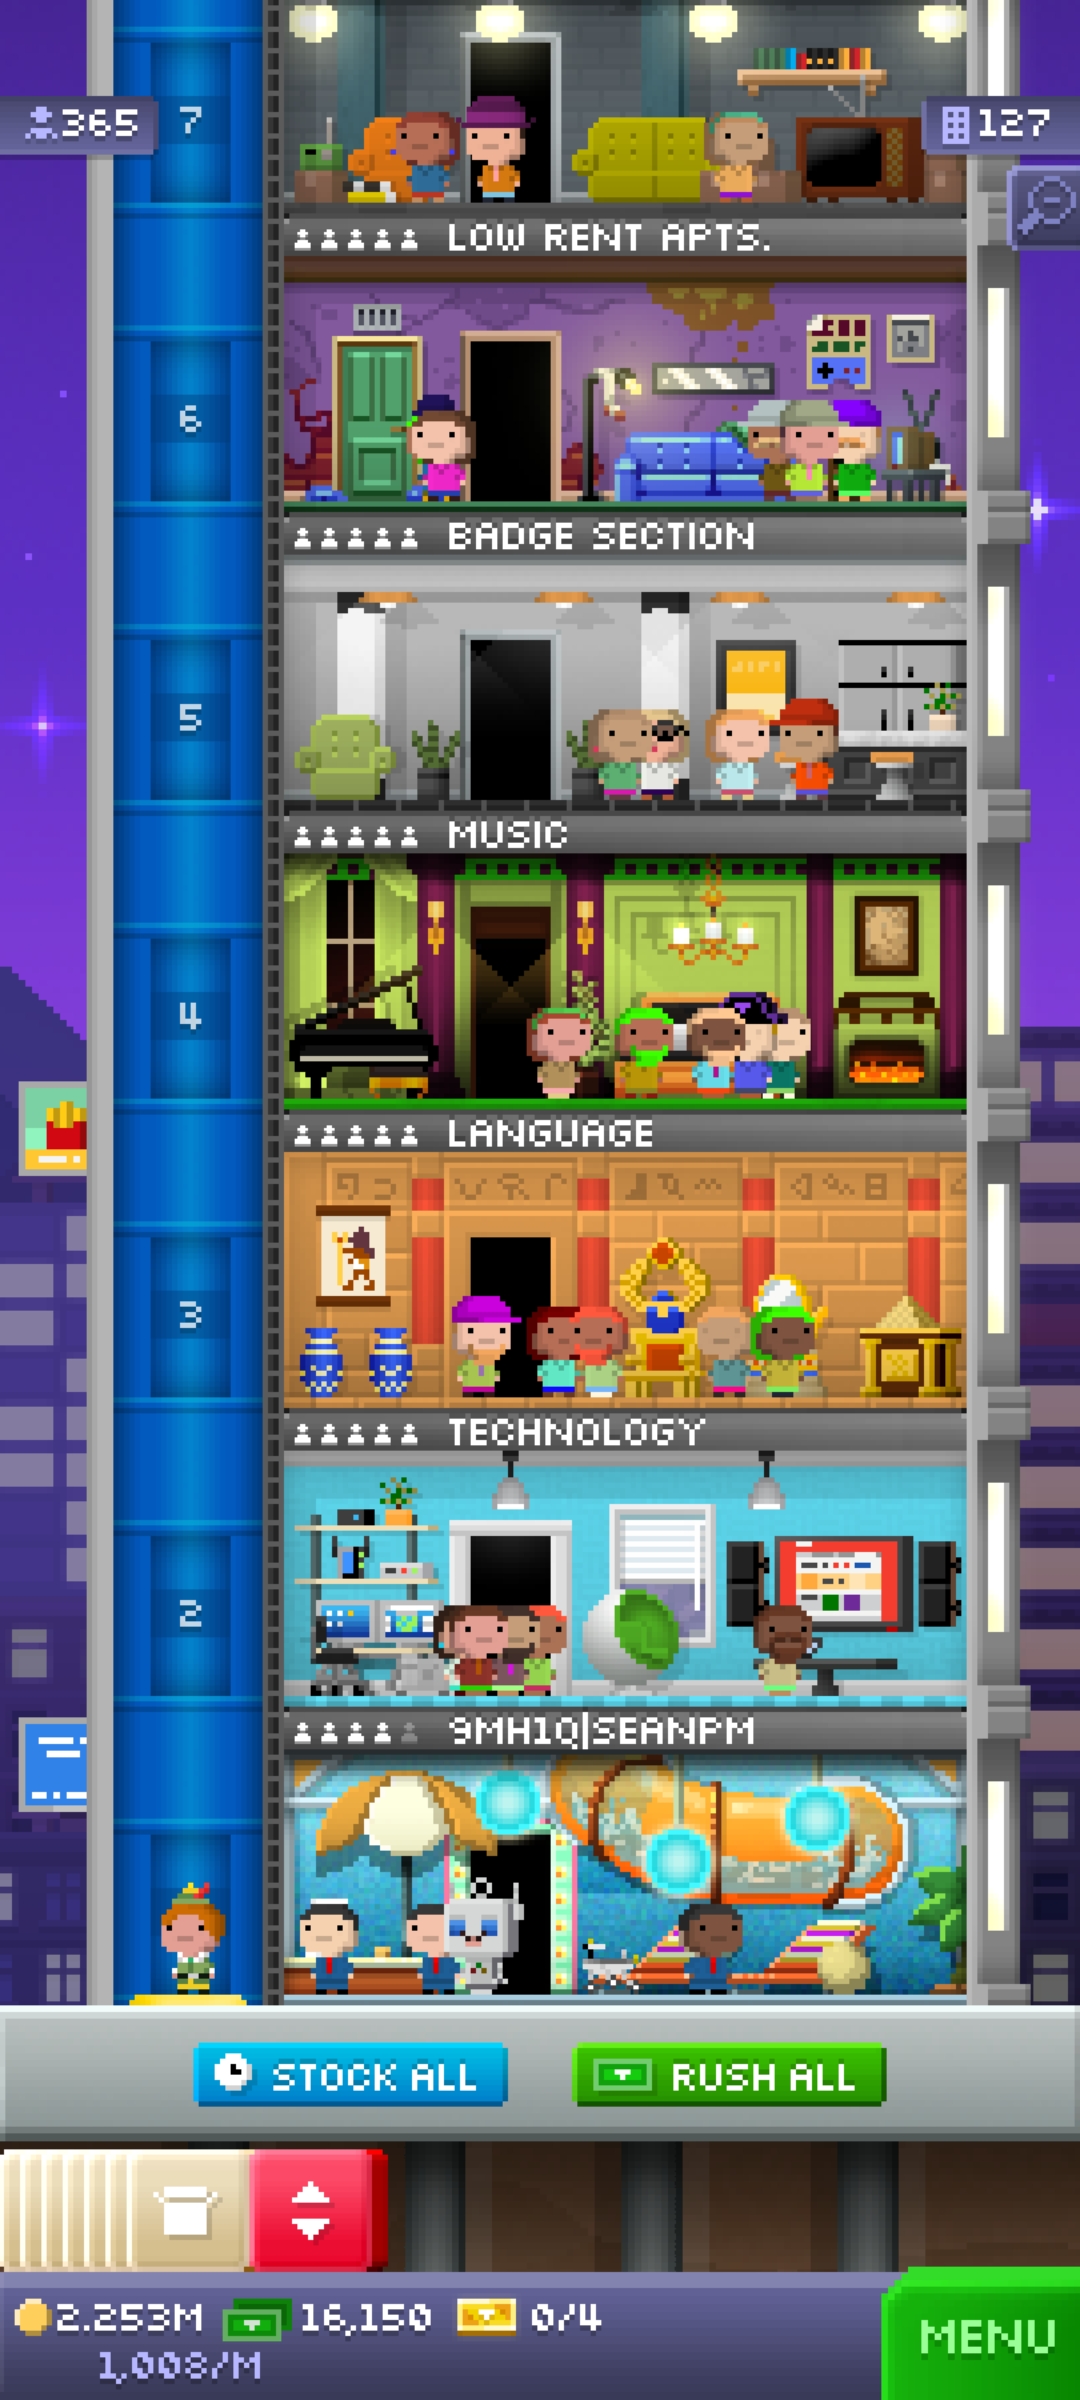 365
7
127
LOW RENT APTS.
6
BADGE SECTION
5
MUSIC
4
LANGUAGE
3
TECHNOLOGY
2
9MH1Q|SEANPM
STOCK ALL
RUSH ALL
2.253M
16,150
0/4
1,008/M
MENU